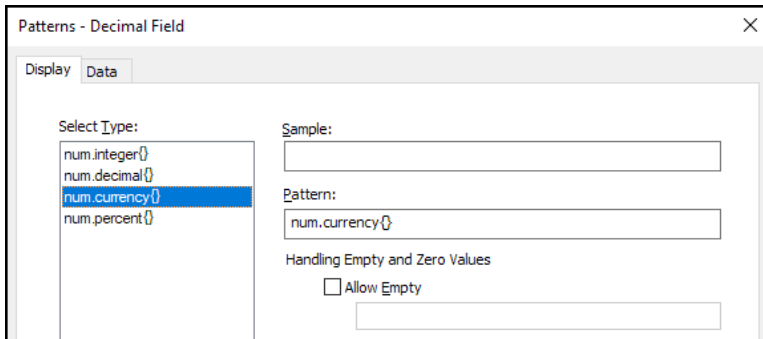 Patterns - Decimal Field
Display Data
Select Type:
num.integer{}
num.decimal{}
num.currency{}
num.percent{}
Sample:
Pattern:
num.currency{}
Handling Empty and Zero Values
Allow Empty